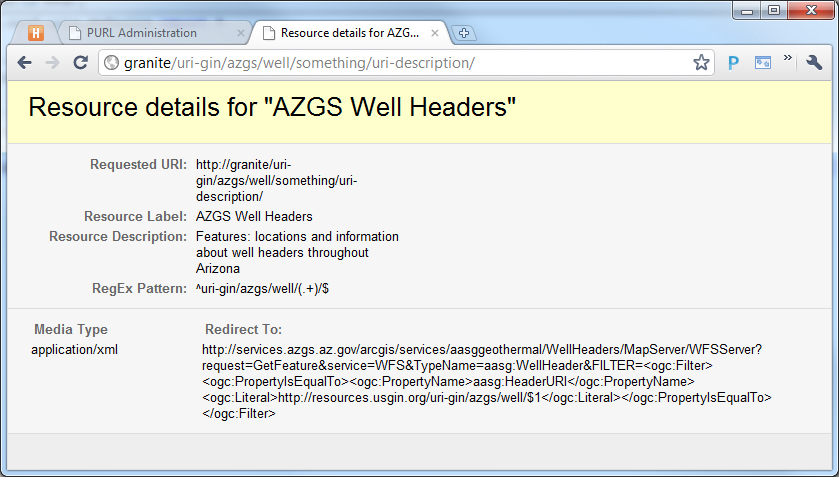 H
PURL Administration
Resource details for AZG...
granite/uri-gin/azgs/well/something/uri-description/
P
»
Resource details for "AZGS Well Headers"
Requested URI: http://granite/uri-
gin/azgs/well/something/uri-
description/
Resource Label: AZGS Well Headers
Resource Description: Features: locations and information
about well headers throughout
Arizona
RegEx Pattern: ^uri-gin/azgs/well/(.+)/$
Media Type Redirect To:
application/xml http://services.azgs.az.gov/arcgis/services/aasggeothermal/WellHeaders/MapServer/WFSServer?
request=GetFeature&service=WFS&TypeName=aasg:WellHeader&FILTER=<ogc:Filter>
<ogc:PropertyIsEqualTo><ogc:PropertyName>aasg:HeaderURI</ogc:PropertyName>
<ogc:Literal>http://resources.usgin.org/uri-gin/azgs/well/$1</ogc:Literal></ogc:PropertyIsEqualTo>
</ogc:Filter>